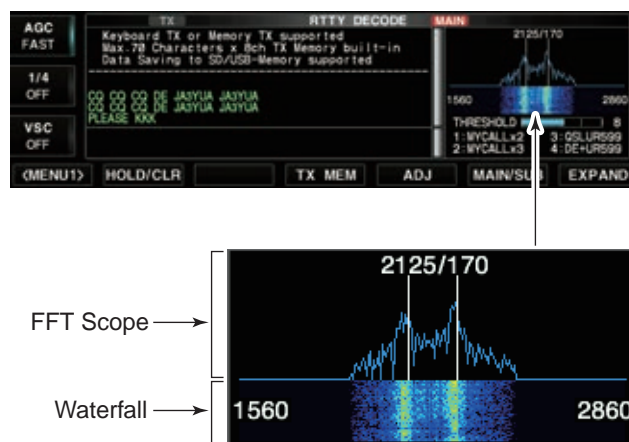 AGC
FAST
1/4
OFF
VSC
OFF
TX RTTY DECODE MAIN
Keyboard TX or Memory TX
supported
Max.70 Characters x 8ch TX Memory built-in
Data Saving to SD/USB-Memory supported
CQ CQ CQ DE JA3YUA JA3YUA
CQ CQ CQ DE JA3YUA JA3YUA
PLEASE KKK
2125/170
1560 2860
THRESHOLD 8
1:MYCALLx2 3:QSLUR599
2:MYCALLx3 4:DE+UR599
<MENU1> HOLD/CLR TX MEM ADJ MAIN/SUB EXPAND
2125/170
FFT Scope
Waterfall
1560 2860